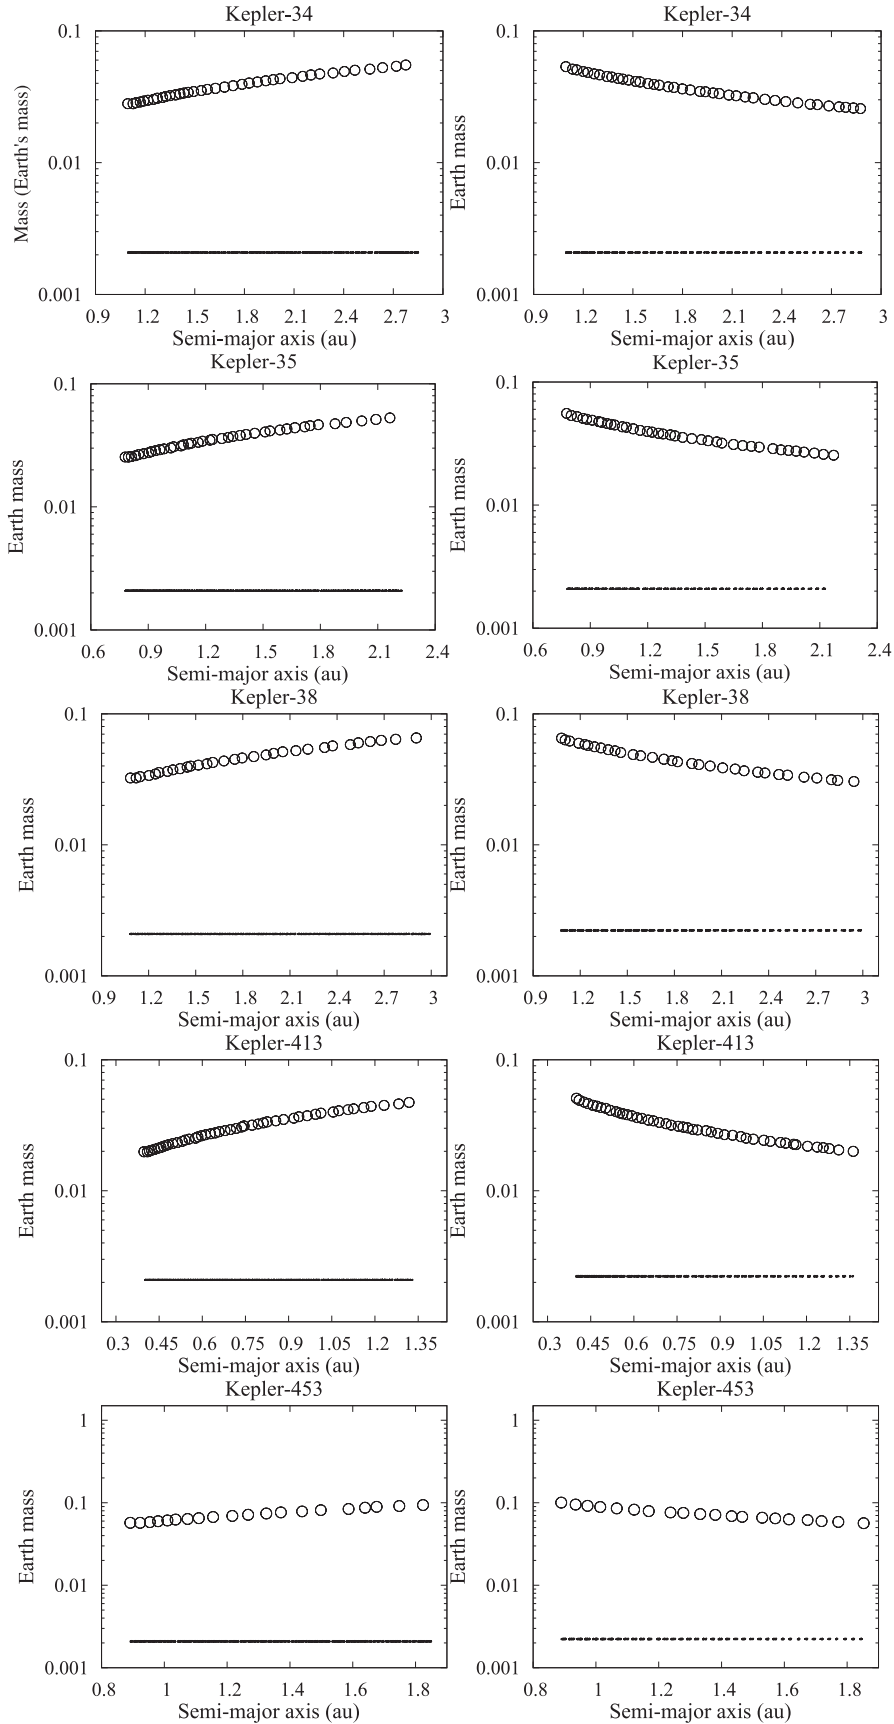 Kepler-34
Kepler-34
0.1
0.01
0.001
Mass (Earth's mass)
0.9 1.2 1.5 1.8 2.1 2.4 2.7 3
Semi-major axis (au)
0.1
0.01
0.001
Earth mass
0.9 1.2 1.5 1.8 2.1 2.4 2.7 3
Semi-major axis (au)
Kepler-35
Kepler-35
0.1
0.01
0.001
Earth mass
0.6 0.9 1.2 1.5 1.8 2.1 2.4
Semi-major axis (au)
0.1
0.01
0.001
Earth mass
0.6 0.9 1.2 1.5 1.8 2.1 2.4
Semi-major axis (au)
Kepler-38
Kepler-38
0.1
0.01
0.001
Earth mass
0.9 1.2 1.5 1.8 2.1 2.4 2.7 3
Semi-major axis (au)
0.1
0.01
0.001
Earth mass
0.9 1.2 1.5 1.8 2.1 2.4 2.7 3
Semi-major axis (au)
Kepler-413
Kepler-413
0.1
0.01
0.001
Earth mass
0.3 0.45 0.6 0.75 0.9 1.05 1.2 1.35
Semi-major axis (au)
0.1
0.01
0.001
Earth mass
0.3 0.45 0.6 0.75 0.9 1.05 1.2 1.35
Semi-major axis (au)
Kepler-453
Kepler-453
1
0.1
0.01
0.001
Earth mass
0.8 1 1.2 1.4 1.6 1.8
Semi-major axis (au)
1
0.1
0.01
0.001
Earth mass
0.8 1 1.2 1.4 1.6 1.8
Semi-major axis (au)